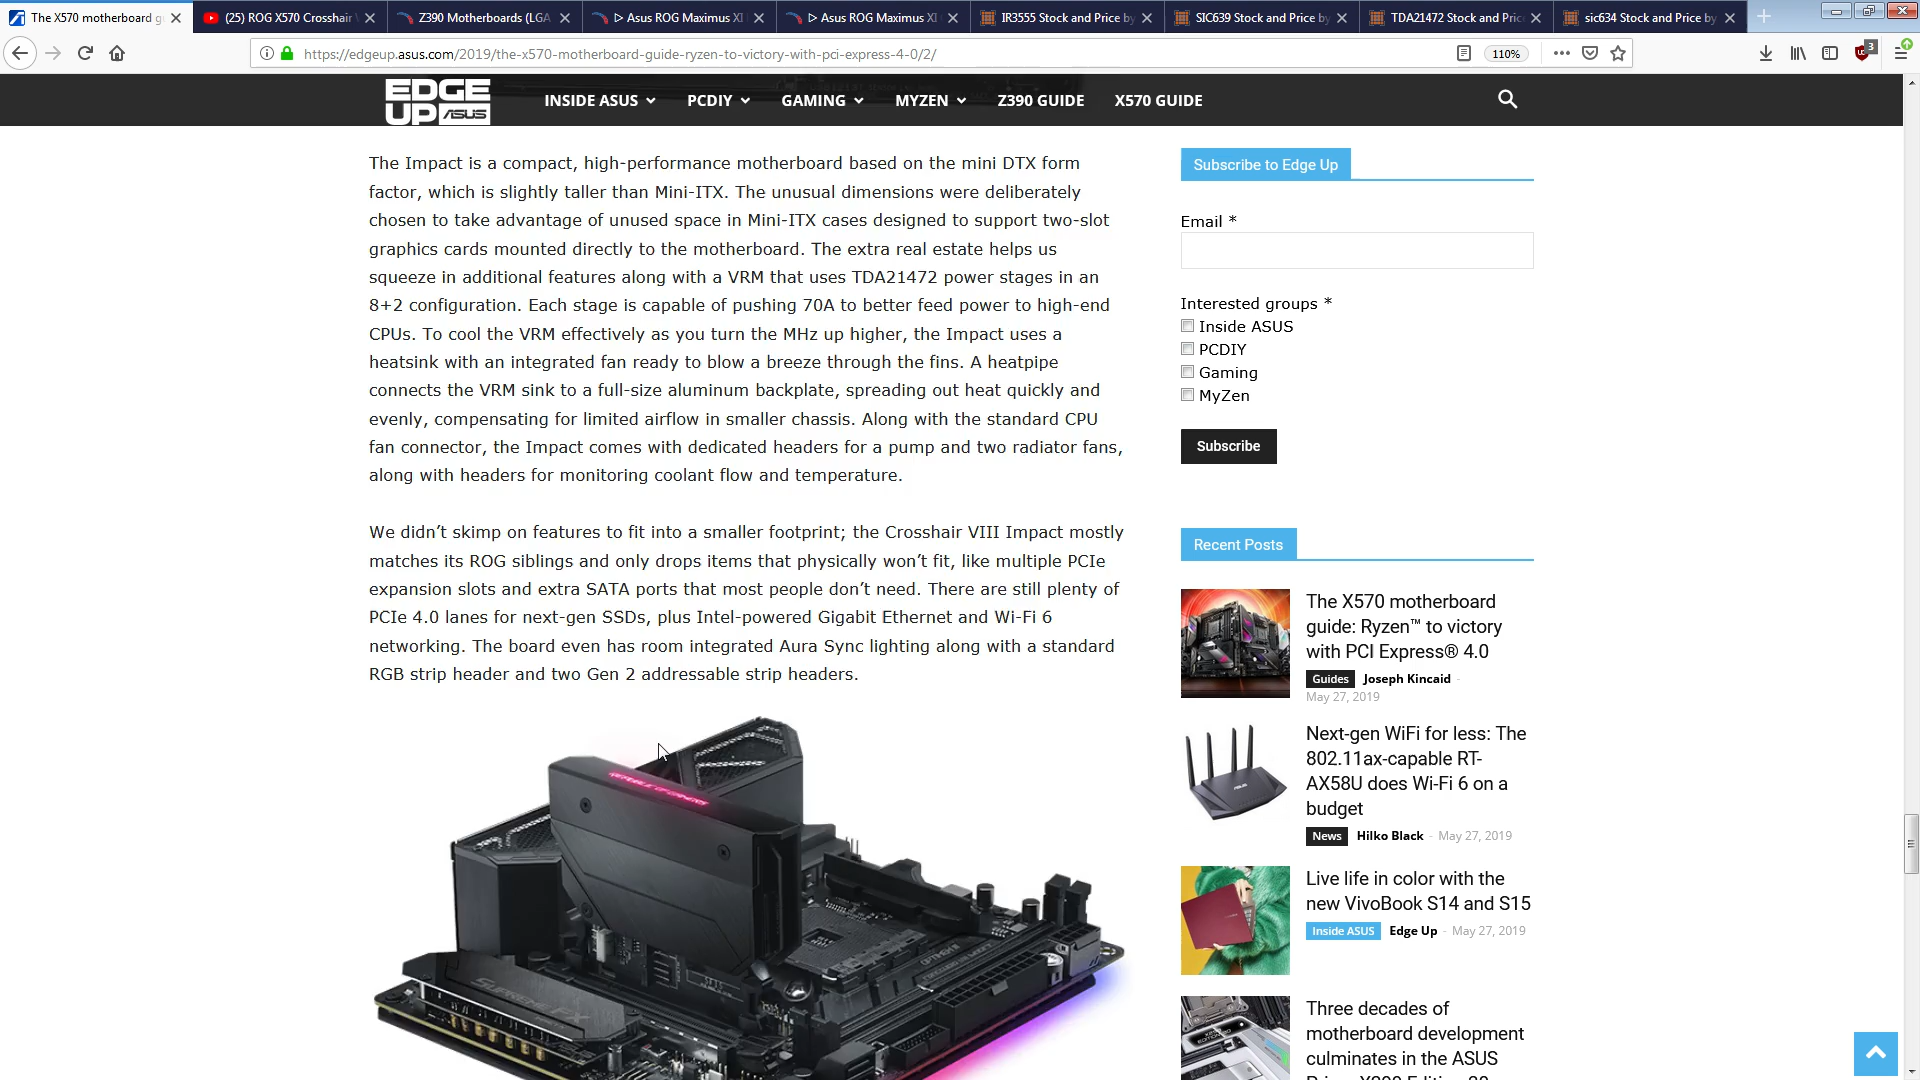 The X570 motherboard g
(25) ROG X570 Crosshair
Z390 Motherboards (LGA
▷ Asus ROG Maximus XI
▷ Asus ROG Maximus XI
IR3555 Stock and Price by
SIC639 Stock and Price by
TDA21472 Stock and Price
sic634 Stock and Price by
https://edgeup.asus.com/2019/the-x570-motherboard-guide-ryzen-to-victory-with-pci-express-4-0/2/
110%
3
EDGE
UP ASUS
INSIDE ASUS
PCDIY
GAMING
MYZEN
Z390 GUIDE
X570 GUIDE
The Impact is a compact, high-performance motherboard based on the mini DTX form
factor, which is slightly taller than Mini-ITX. The unusual dimensions were deliberately
chosen to take advantage of unused space in Mini-ITX cases designed to support two-slot
graphics cards mounted directly to the motherboard. The extra real estate helps us
squeeze in additional features along with a VRM that uses TDA21472 power stages in an
8+2 configuration. Each stage is capable of pushing 70A to better feed power to high-end
CPUs. To cool the VRM effectively as you turn the MHz up higher, the Impact uses a
heatsink with an integrated fan ready to blow a breeze through the fins. A heatpipe
connects the VRM sink to a full-size aluminum backplate, spreading out heat quickly and
evenly, compensating for limited airflow in smaller chassis. Along with the standard CPU
fan connector, the Impact comes with dedicated headers for a pump and two radiator fans,
along with headers for monitoring coolant flow and temperature.
We didn’t skimp on features to fit into a smaller footprint; the Crosshair VIII Impact mostly
matches its ROG siblings and only drops items that physically won’t fit, like multiple PCIe
expansion slots and extra SATA ports that most people don’t need. There are still plenty of
PCIe 4.0 lanes for next-gen SSDs, plus Intel-powered Gigabit Ethernet and Wi-Fi 6
networking. The board even has room integrated Aura Sync lighting along with a standard
RGB strip header and two Gen 2 addressable strip headers.
REPUBLIC OF GAMERS
SUPREMEFX
Subscribe to Edge Up
Email *
Interested groups *
Inside ASUS
PCDIY
Gaming
MyZen
Subscribe
Recent Posts
The X570 motherboard
guide: Ryzen™ to victory
with PCI Express® 4.0
Guides Joseph Kincaid -
May 27, 2019
Next-gen WiFi for less: The
802.11ax-capable RT-
AX58U does Wi-Fi 6 on a
budget
News Hilko Black - May 27, 2019
Live life in color with the
new VivoBook S14 and S15
Inside ASUS Edge Up - May 27, 2019
Three decades of
motherboard development
culminates in the ASUS